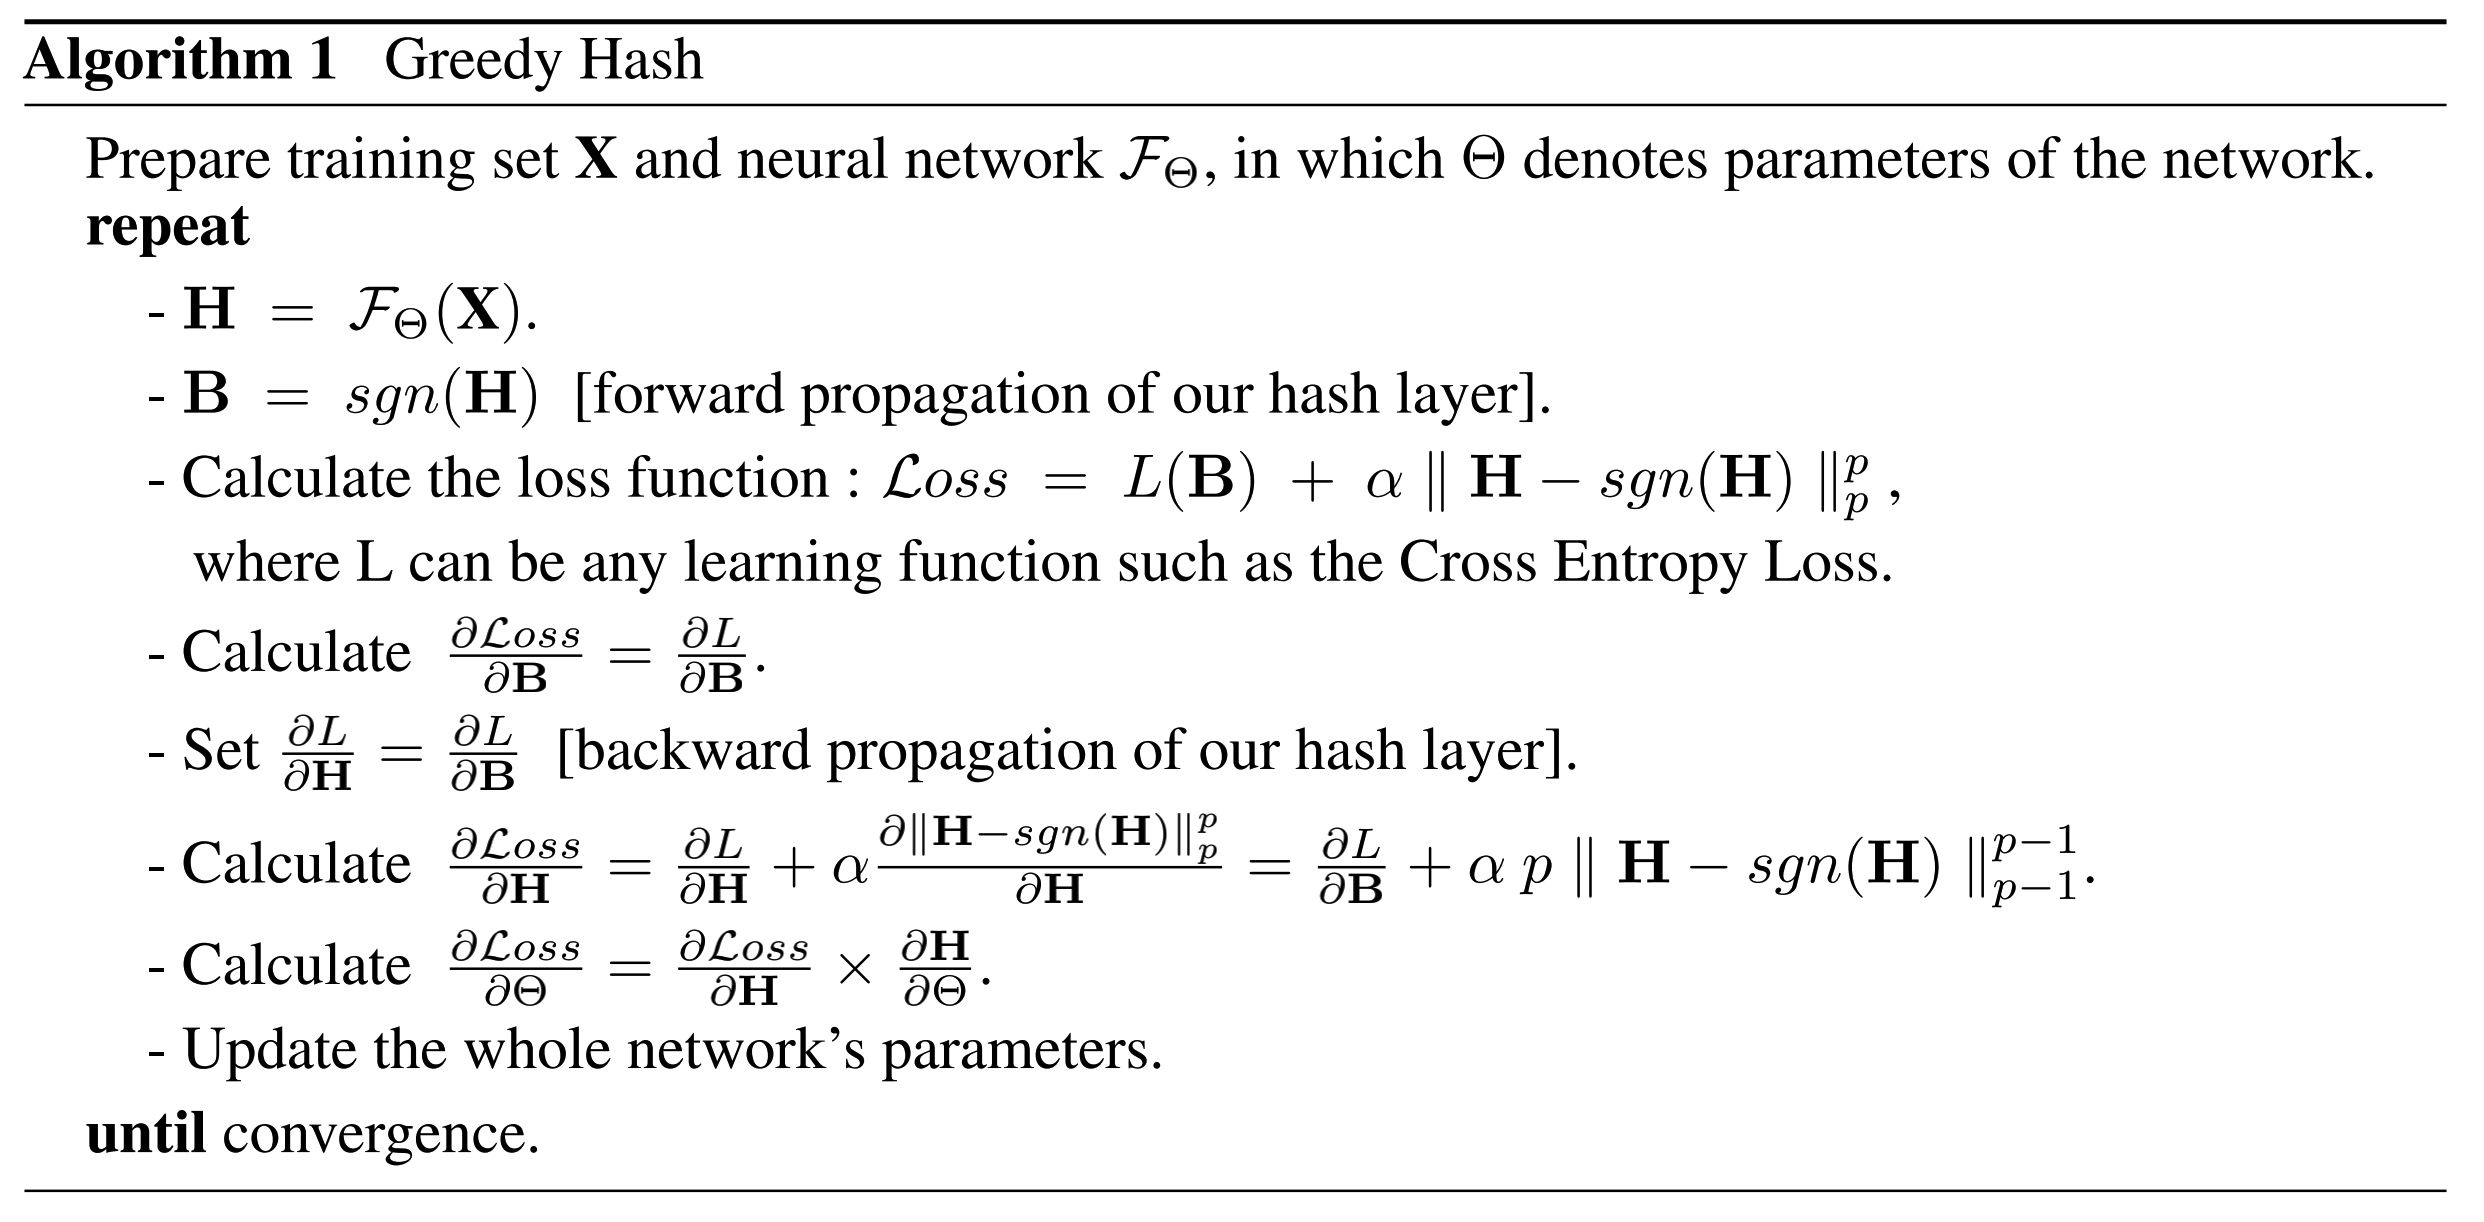 Algorithm 1 Greedy Hash
Prepare training set $\mathbf{X}$ and neural network $\mathcal{F}_{\Theta}$, in which $\Theta$ denotes parameters of the network.
repeat
- $\mathbf{H} = \mathcal{F}_{\Theta}(\mathbf{X})$.
- $\mathbf{B} = sgn(\mathbf{H})$ [forward propagation of our hash layer].
- Calculate the loss function : $\mathcal{L}oss = L(\mathbf{B}) + \alpha \parallel \mathbf{H} - sgn(\mathbf{H}) \parallel_p^p$ ,
where L can be any learning function such as the Cross Entropy Loss.
- Calculate $\frac{\partial \mathcal{L}oss}{\partial \mathbf{B}} = \frac{\partial L}{\partial \mathbf{B}}$.
- Set $\frac{\partial L}{\partial \mathbf{H}} = \frac{\partial L}{\partial \mathbf{B}}$ [backward propagation of our hash layer].
- Calculate $\frac{\partial \mathcal{L}oss}{\partial \mathbf{H}} = \frac{\partial L}{\partial \mathbf{H}} + \alpha \frac{\partial \|\mathbf{H} - sgn(\mathbf{H})\|_p^p}{\partial \mathbf{H}} = \frac{\partial L}{\partial \mathbf{B}} + \alpha \, p \parallel \mathbf{H} - sgn(\mathbf{H}) \parallel_{p-1}^{p-1}$.
- Calculate $\frac{\partial \mathcal{L}oss}{\partial \Theta} = \frac{\partial \mathcal{L}oss}{\partial \mathbf{H}} \times \frac{\partial \mathbf{H}}{\partial \Theta}$.
- Update the whole network's parameters.
until convergence.